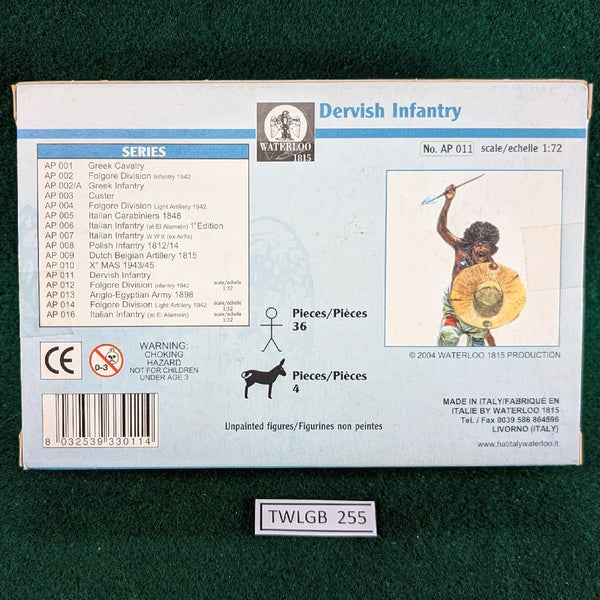 Dervish Infantry
WATERLOO
1815
No. AP 011 scale/echelle 1:72
SERIES
AP 001 Greek Cavalry
AP 002 Folgore Division Infantry 1942
AP 002/A Greek Infantry
AP 003 Custer
AP 004 Folgore Division Light Artillery 1942
AP 005 Italian Carabiniers 1848
AP 006 Italian Infantry (at El Alamein) 1°Edition
AP 007 Italian Infantry W W II (ex Airfix)
AP 008 Polish Infantry 1812/14
AP 009 Dutch Belgian Artillery 1815
AP 010 X° MAS 1943/45
AP 011 Dervish Infantry
AP 012 Folgore Division Infantry 1942 scale/echelle 1:32
AP 013 Anglo-Egyptian Army 1898
AP 014 Folgore Division Light Artillery 1942 scale/echelle 1:32
AP 016 Italian Infantry (at El Alamein) scale/echelle 1:32
CE
0-3
WARNING:
CHOKING
HAZARD
NOT FOR CHILDREN
UNDER AGE 3
8 032539 330114
Pieces/Pièces
36
Pieces/Pièces
4
Unpainted figures/Figurines non peintes
© 2004 WATERLOO 1815 PRODUCTION
MADE IN ITALY/FABRIQUÉ EN
ITALIE BY WATERLOO 1815
Tel. / Fax 0039 586 864596
LIVORNO (ITALY)
www.hatitalywaterloo.it
TWLGB 255